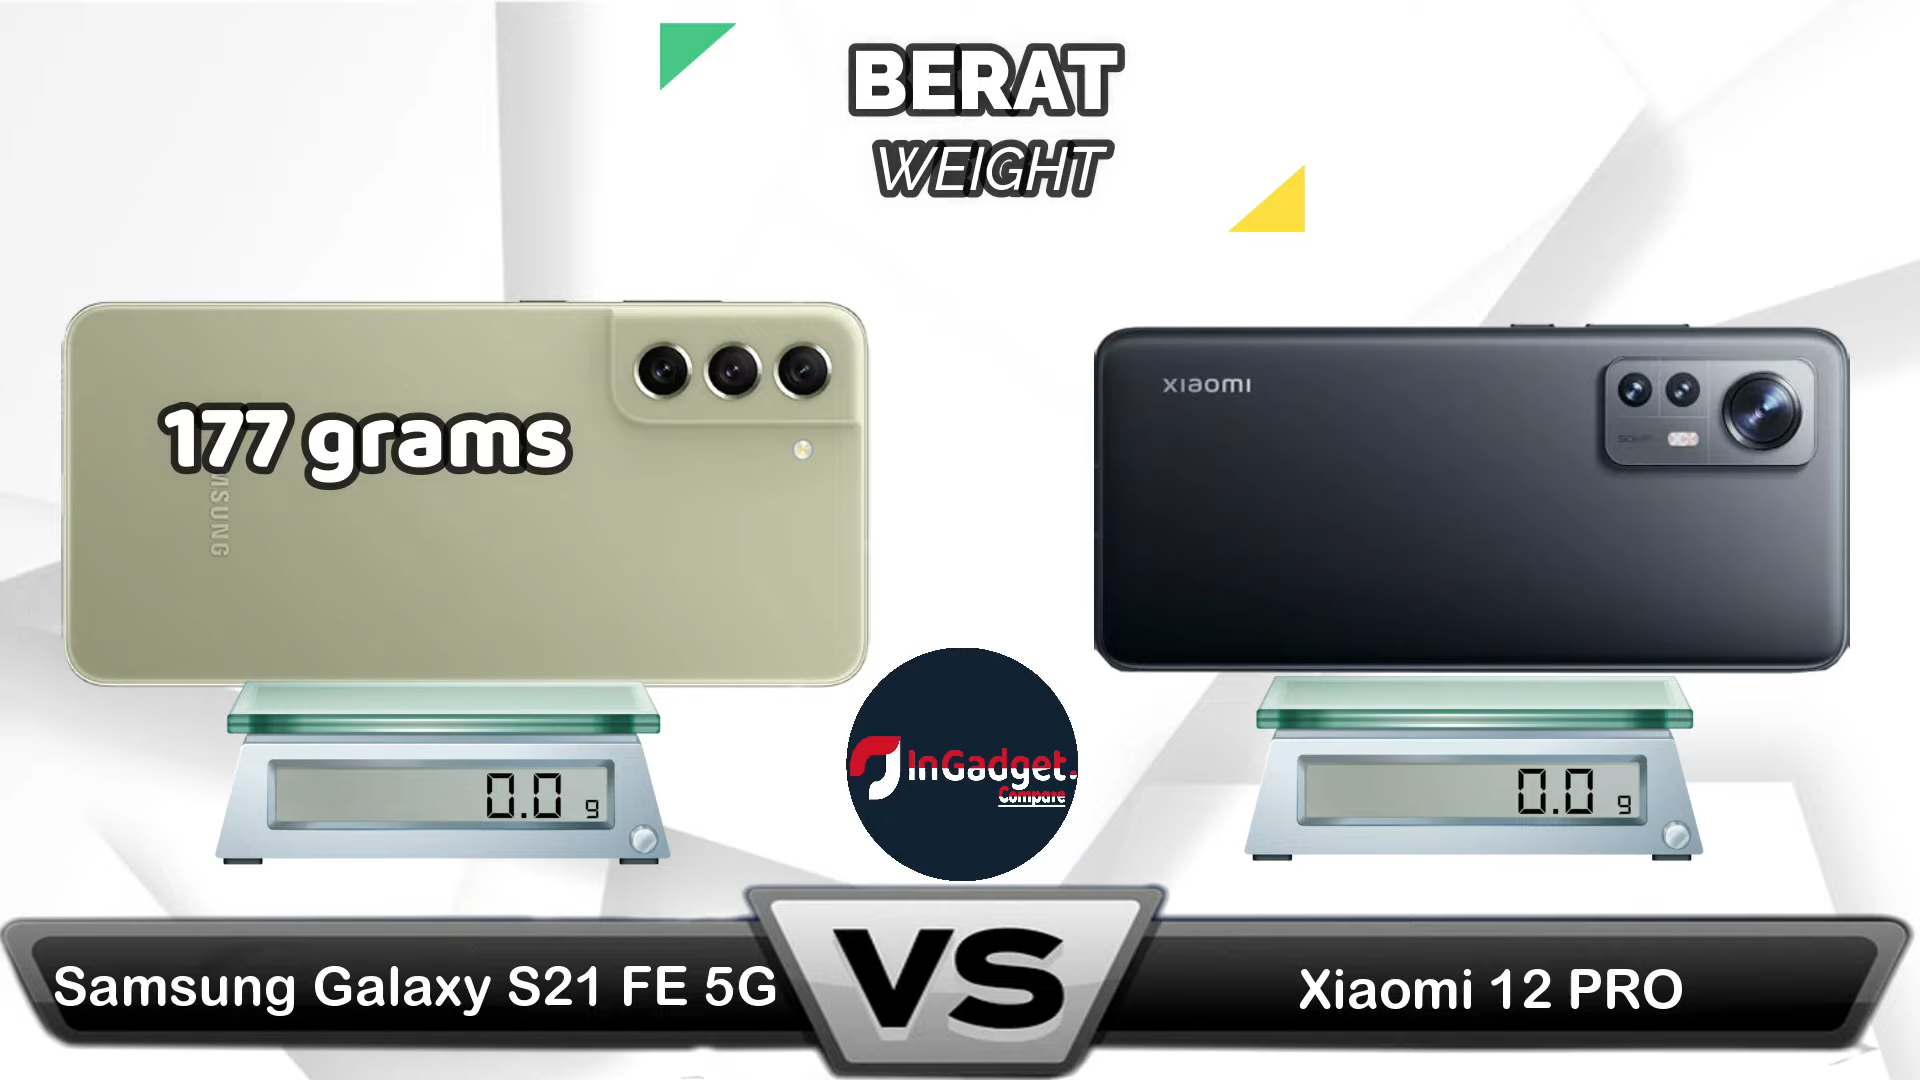 BERAT
WEIGHT
177 grams
XIAOMI
0.0 g
0.0 g
InGadget.
Compare
Samsung Galaxy S21 FE 5G
VS
Xiaomi 12 PRO